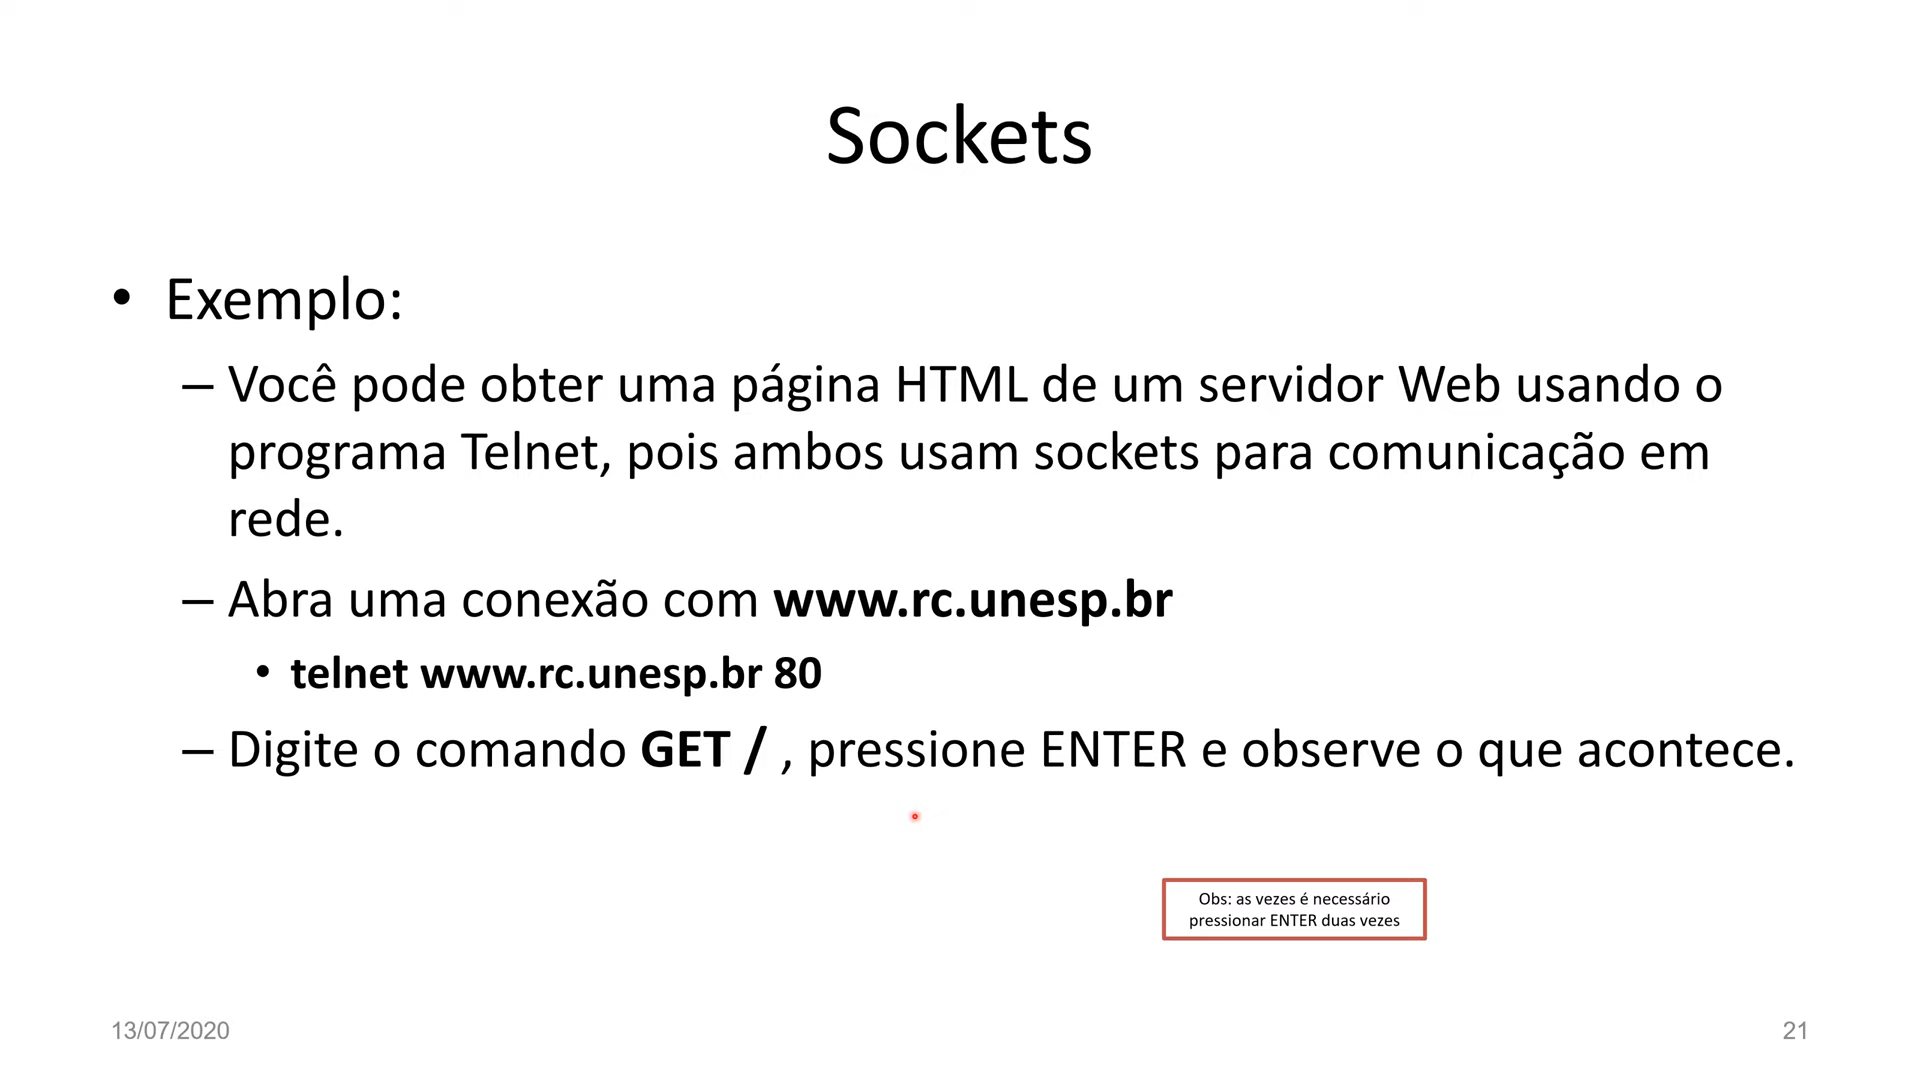 Sockets
• Exemplo:
– Você pode obter uma página HTML de um servidor Web usando o
programa Telnet, pois ambos usam sockets para comunicação em
rede.
– Abra uma conexão com www.rc.unesp.br
• telnet www.rc.unesp.br 80
– Digite o comando GET / , pressione ENTER e observe o que acontece.
Obs: as vezes é necessário
pressionar ENTER duas vezes
13/07/2020
21